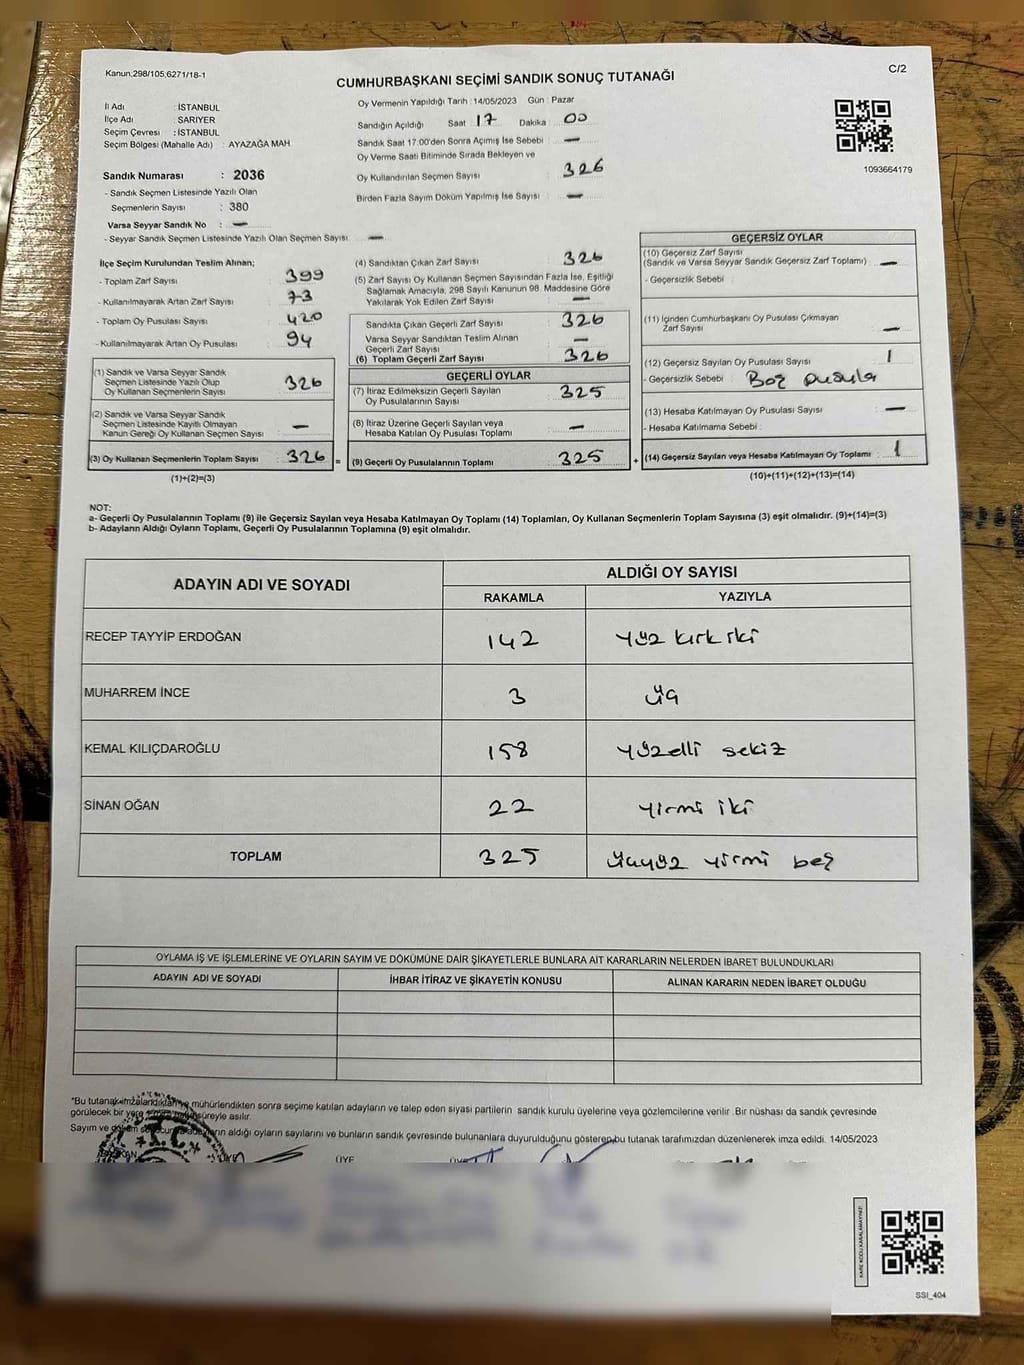 Kanun:298/105,6271/18-1
C/2
CUMHURBAŞKANI SEÇİMİ SANDIK SONUÇ TUTANAĞI
İl Adı : İSTANBUL
İlçe Adı : SARIYER
Seçim Çevresi : İSTANBUL
Seçim Bölgesi (Mahalle Adı) : AYAZAĞA MAH
Sandık Numarası : 2036
- Sandık Seçmen Listesinde Yazılı Olan
Seçmenlerin Sayısı : 380
Varsa Seyyar Sandık No : —
- Seyyar Sandık Seçmen Listesinde Yazılı Olan Seçmen Sayısı: —
Oy Vermenin Yapıldığı Tarih : 14/05/2023 Gün : Pazar
Sandığın Açıldığı Saat : 17 Dakika : 00
Sandık Saat 17:00'den Sonra Açımış İse Sebebi : —
Oy Verme Saati Bitiminde Sırada Bekleyen ve
Oy Kullandırılan Seçmen Sayısı : 326
Birden Fazla Sayım Döküm Yapılmış İse Sayısı : —
1093664179
İlçe Seçim Kurulundan Teslim Alınan;
- Toplam Zarf Sayısı : 399
- Kullanılmayarak Artan Zarf Sayısı : 73
- Toplam Oy Pusulası Sayısı : 420
- Kullanılmayarak Artan Oy Pusulası : 94
(1) Sandık ve Varsa Seyyar Sandık
Seçmen Listesinde Yazılı Olup
Oy Kullanan Seçmenlerin Sayısı : 326
(2) Sandık ve Varsa Seyyar Sandık
Seçmen Listesinde Kayıtlı Olmayan
Kanun Gereği Oy Kullanan Seçmen Sayısı : —
(3) Oy Kullanan Seçmenlerin Toplam Sayısı : 326 =
(1)+(2)=(3)
(4) Sandıktan Çıkan Zarf Sayısı : 326
(5) Zarf Sayısı Oy Kullanan Seçmen Sayısından Fazla İse, Eşitliği
Sağlamak Amacıyla, 298 Sayılı Kanunun 98. Maddesine Göre
Yakılarak Yok Edilen Zarf Sayısı : —
Sandıkta Çıkan Geçerli Zarf Sayısı : 326
Varsa Seyyar Sandıktan Teslim Alınan
Geçerli Zarf Sayısı : —
(6) Toplam Geçerli Zarf Sayısı : 326
GEÇERLİ OYLAR
(7) İtiraz Edilmeksizin Geçerli Sayılan
Oy Pusulalarının Sayısı : 325
(8) İtiraz Üzerine Geçerli Sayılan veya
Hesaba Katılan Oy Pusulası Toplamı : —
(9) Geçerli Oy Pusulalarının Toplamı : 325 +
GEÇERSİZ OYLAR
(10) Geçersiz Zarf Sayısı
(Sandık ve Varsa Seyyar Sandık Geçersiz Zarf Toplamı) : —
- Geçersizlik Sebebi :
(11) İçinden Cumhurbaşkanı Oy Pusulası Çıkmayan
Zarf Sayısı : —
(12) Geçersiz Sayılan Oy Pusulası Sayısı : 1
- Geçersizlik Sebebi : Boş pusula
(13) Hesaba Katılmayan Oy Pusulası Sayısı : —
- Hesaba Katılmama Sebebi :
(14) Geçersiz Sayılan veya Hesaba Katılmayan Oy Toplamı : 1
(10)+(11)+(12)+(13)=(14)
NOT:
a- Geçerli Oy Pusulalarının Toplamı (9) ile Geçersiz Sayılan veya Hesaba Katılmayan Oy Toplamı (14) Toplamları, Oy Kullanan Seçmenlerin Toplam Sayısına (3) eşit olmalıdır. (9)+(14)=(3)
b- Adayların Aldığı Oyların Toplamı, Geçerli Oy Pusulalarının Toplamına (9) eşit olmalıdır.
ADAYIN ADI VE SOYADI
ALDIĞI OY SAYISI
RAKAMLA YAZIYLA
RECEP TAYYİP ERDOĞAN 142 yüz kırk iki
MUHARREM İNCE 3 üç
KEMAL KILIÇDAROĞLU 158 yüzelli sekiz
SİNAN OĞAN 22 yirmi iki
TOPLAM 325 üçyüz yirmi beş
OYLAMA İŞ VE İŞLEMLERİNE VE OYLARIN SAYIM VE DÖKÜMÜNE DAİR ŞİKAYETLERLE BUNLARA AİT KARARLARIN NELERDEN İBARET BULUNDUKLARI
ADAYIN ADI VE SOYADI İHBAR İTİRAZ VE ŞİKAYETİN KONUSU ALINAN KARARIN NEDEN İBARET OLDUĞU
*Bu tutanak imzalandıktan ve mühürlendikten sonra seçime katılan adayların ve talep eden siyasi partilerin sandık kurulu üyelerine veya gözlemcilerine verilir. Bir nüshası da sandık çevresinde
görülecek bir yere süreyle asılır.
Sayım ve döküm sonucunda adayların aldığı oyların sayılarını ve bunların sandık çevresinde bulunanlara duyurulduğunu gösteren bu tutanak tarafımızdan düzenlenerek imza edildi. 14/05/2023
BAŞKAN ÜYE ÜYE ÜYE
KARE KODU KARALAMAYINIZ!
SSI_404